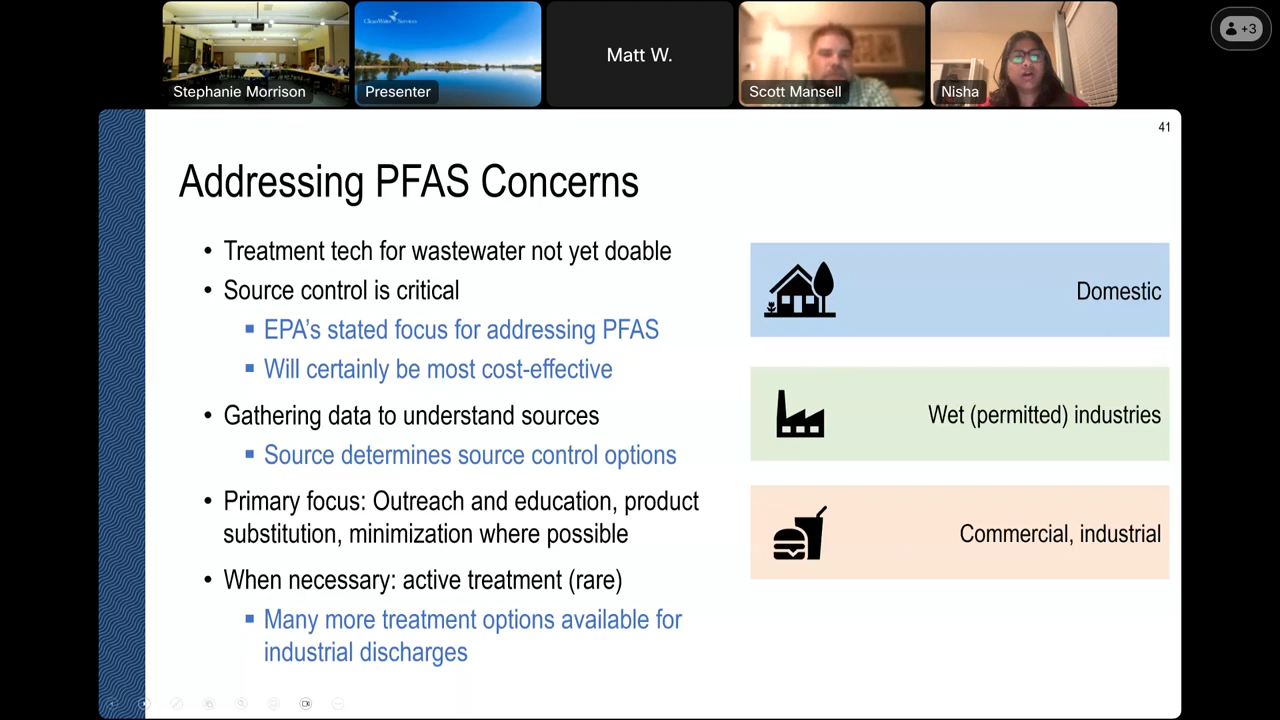 CleanWater Services
Stephanie Morrison
Presenter
Matt W.
Scott Mansell
Nisha
+3
41
Addressing PFAS Concerns
• Treatment tech for wastewater not yet doable
• Source control is critical
▪ EPA's stated focus for addressing PFAS
▪ Will certainly be most cost-effective
• Gathering data to understand sources
▪ Source determines source control options
• Primary focus: Outreach and education, product
substitution, minimization where possible
• When necessary: active treatment (rare)
▪ Many more treatment options available for
industrial discharges
Domestic
Wet (permitted) industries
Commercial, industrial